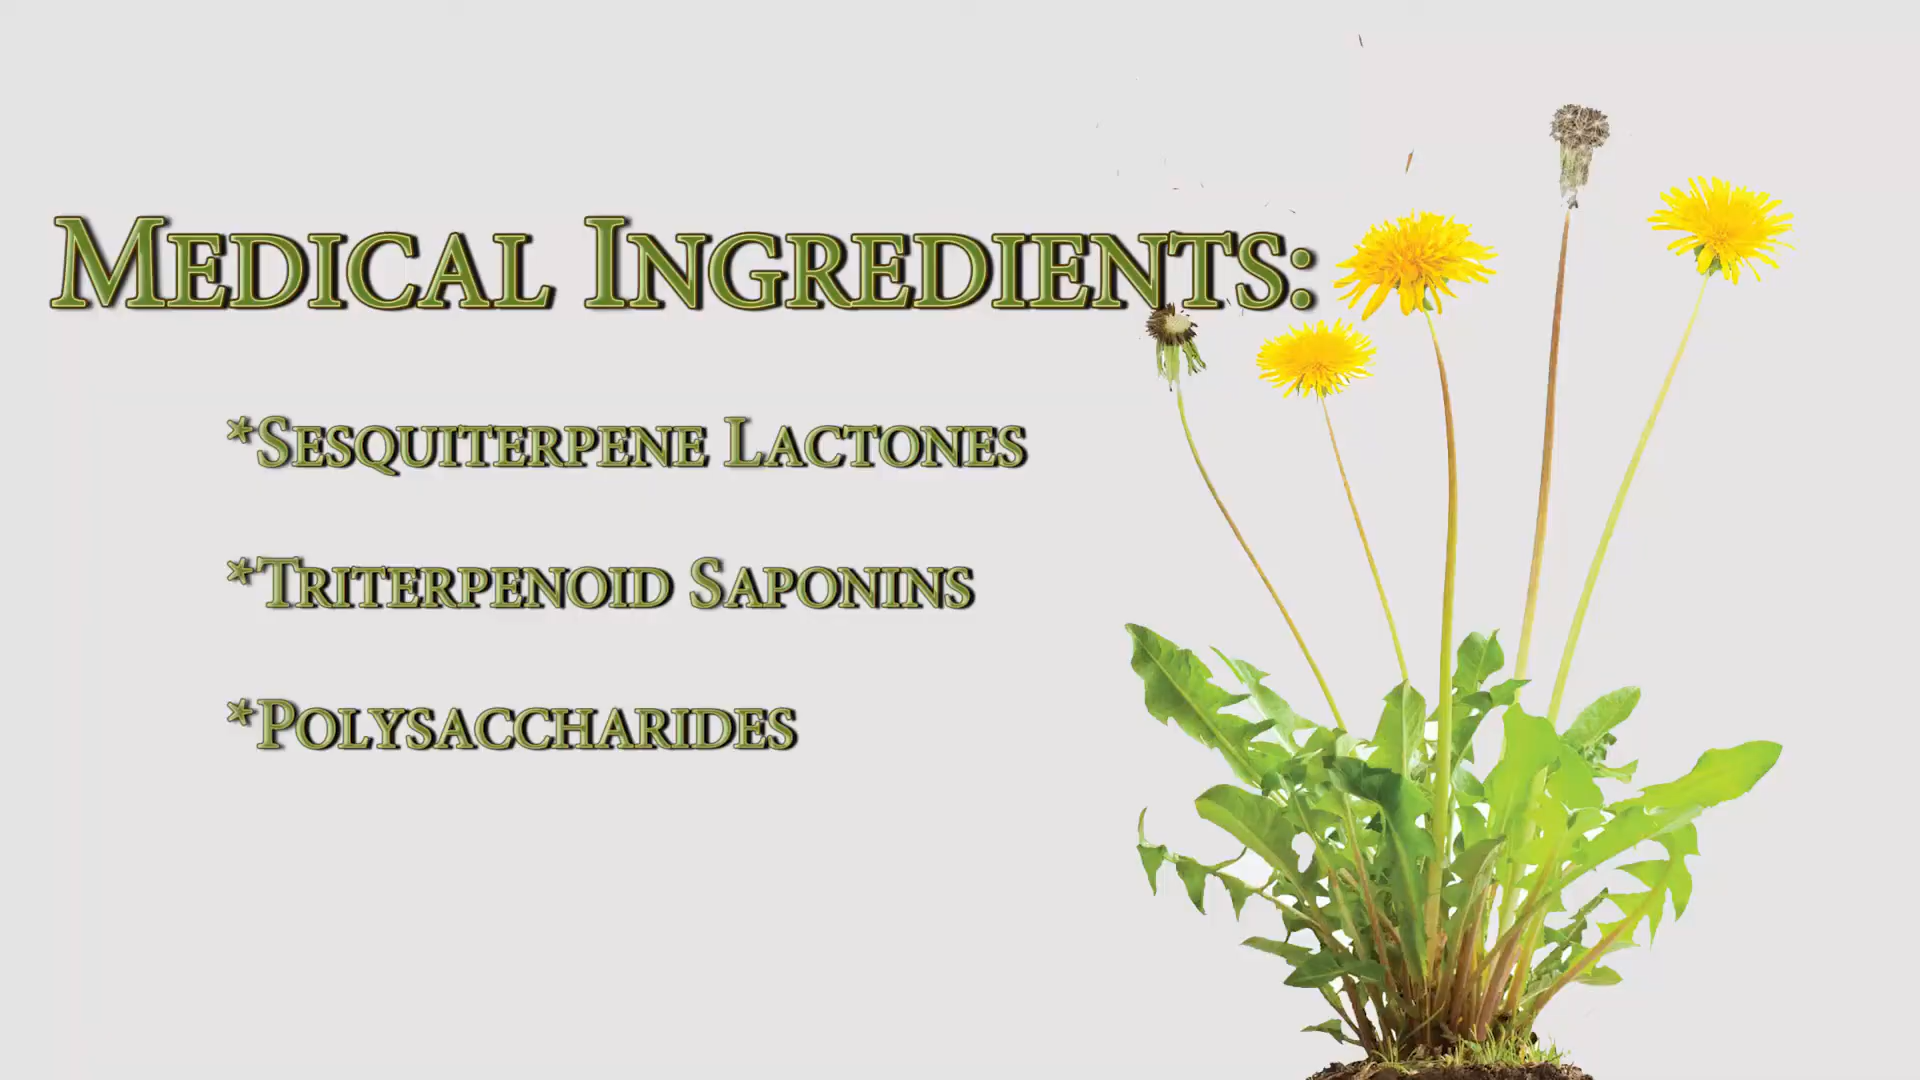 Medical Ingredients:
*Sesquiterpene Lactones
*Triterpenoid Saponins
*Polysaccharides